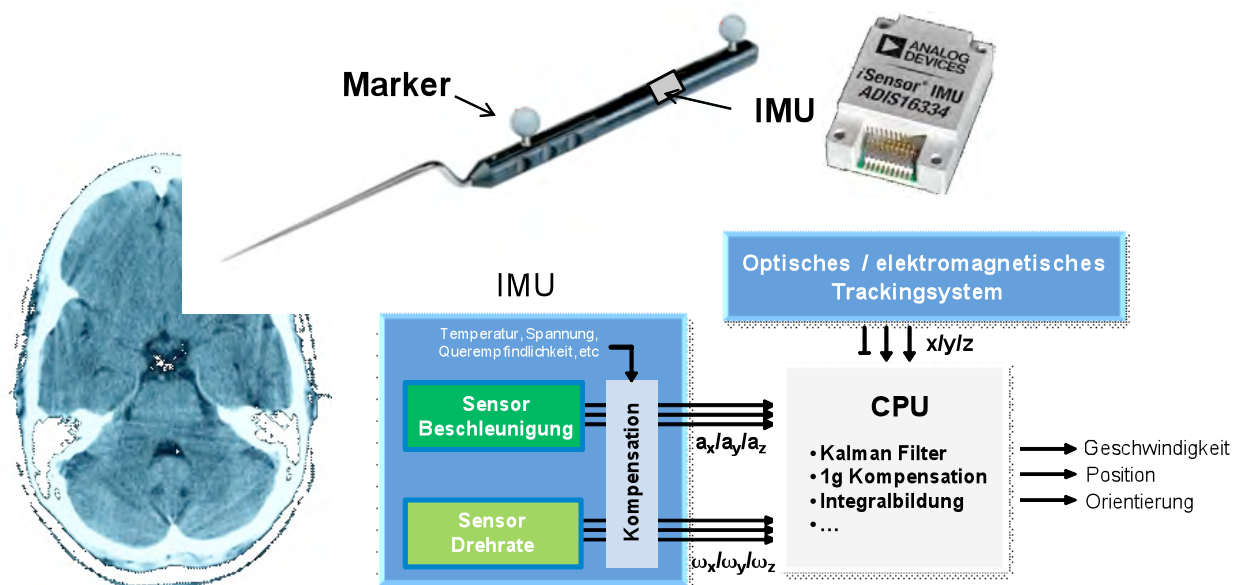 Marker
IMU
ANALOG
DEVICES
iSensor® IMU
ADIS16334
IMU
Optisches / elektromagnetisches
Trackingsystem
x/y/z
Temperatur, Spannung,
Querempfindlichkeit, etc
Sensor
Beschleunigung
Kompensation
ax/ay/az
Sensor
Drehrate
ωx/ωy/ωz
CPU
• Kalman Filter
• 1g Kompensation
• Integralbildung
• ...
Geschwindigkeit
Position
Orientierung